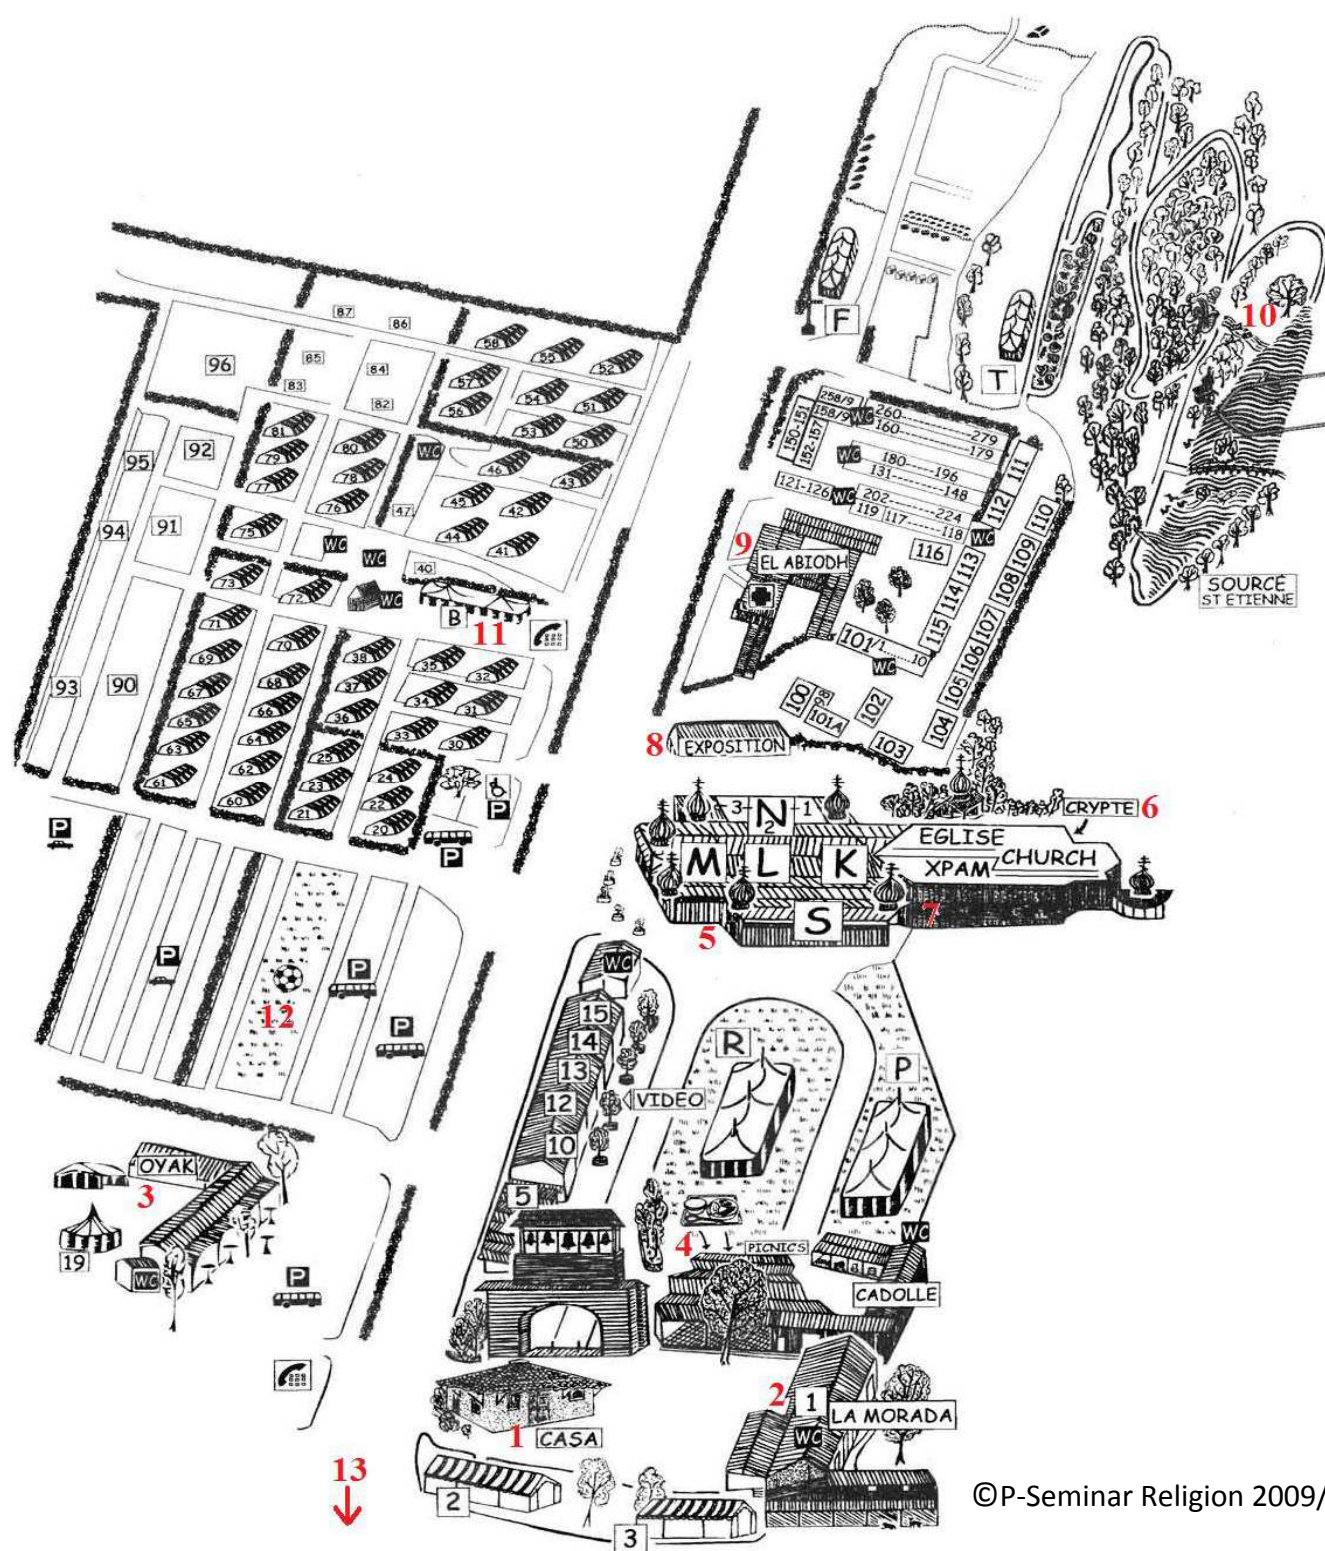 87
86
58
55
52
96
85
84
83
82
57
54
51
56
53
50
81
80
79
78
77
76
75
WC
46
43
45
42
47
44
41
95
92
94
91
93
90
WC
WC
WC
40
B
11
73
72
71
70
69
68
67
66
65
64
63
62
61
60
38
35
32
37
34
31
36
33
30
25
24
23
22
21
20
P
P
P
P
P
P
12
OYAK
3
19
WC
P
13
F
T
10
SOURCE
ST ETIENNE
150-151
152-157
258/9
158/9
WC
260------279
160------179
WC
180-----196
131------148
121-126
WC
202------224
119 117------118
WC
111
112
110
109
108
107
106
105
104
116
113
114
115
9
EL ABIODH
101/1........10
WC
100
98
101A
102
103
8
EXPOSITION
3 N 1
2
CRYPTE 6
M L K
EGLISE
XPAM CHURCH
S
5
7
WC
15
14
13
12
10
VIDEO
R
P
5
4
PICNICS
WC
CADOLLE
1 CASA
2
1
LA MORADA
WC
2
3
©P-Seminar Religion 2009/